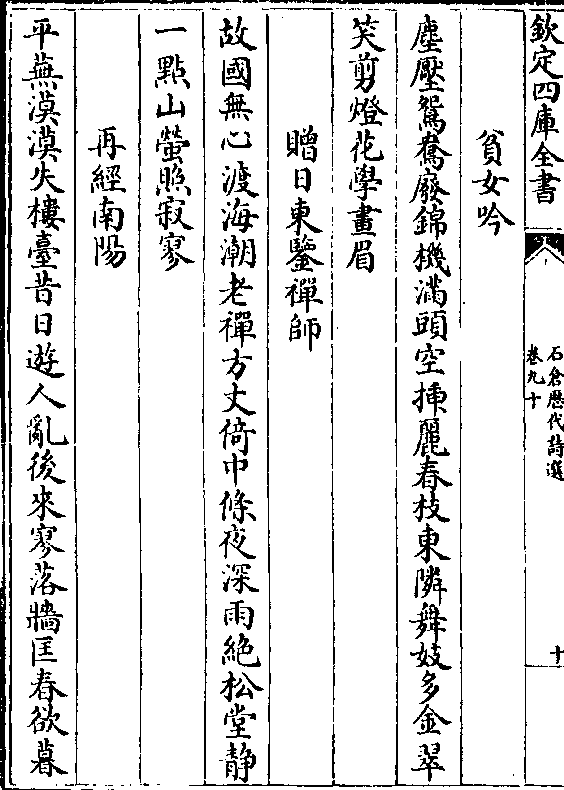 欽定四庫全書
石倉歷代詩選
卷九十
十
貧女吟
塵壓鴛鴦廢錦機滿頭空揷麗春枝東隣舞妓多金翠
笑剪燈花學畫眉
贈日東鑒禪師
故國無心渡海潮老禪方丈倚巾條夜深雨絶松堂静
一點山螢照寂寥
再經南陽
平蕪漠漠失樓臺昔日遊人亂後來寥落牆匡春欲暮